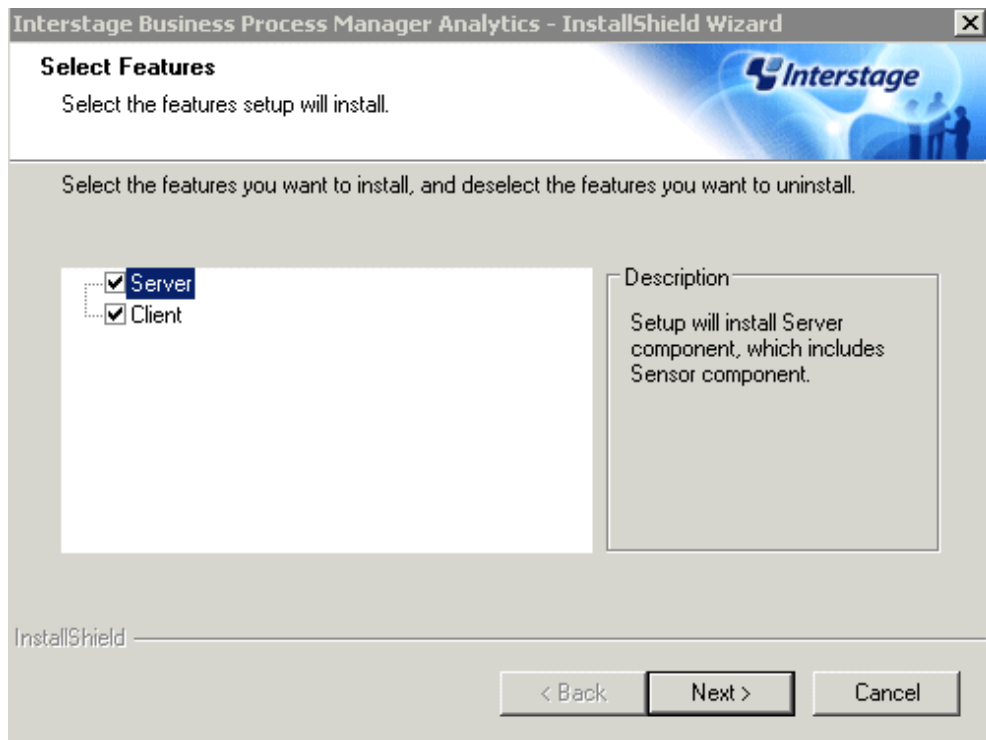 Interstage Business Process Manager Analytics - InstallShield Wizard
Select Features
Select the features setup will install.
Interstage
Select the features you want to install, and deselect the features you want to uninstall.
Server
Client
Description
Setup will install Server
component, which includes
Sensor component.
InstallShield
< Back
Next >
Cancel